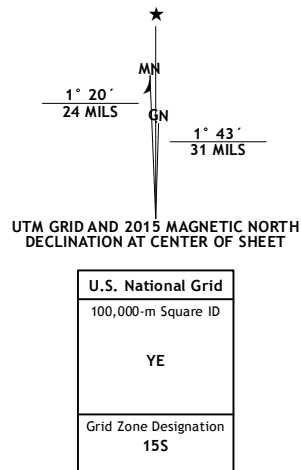 ★
MN
1° 20´
24 MILS
GN
1° 43´
31 MILS
UTM GRID AND 2015 MAGNETIC NORTH
DECLINATION AT CENTER OF SHEET
U.S. National Grid
100,000-m Square ID
YE
Grid Zone Designation
15S